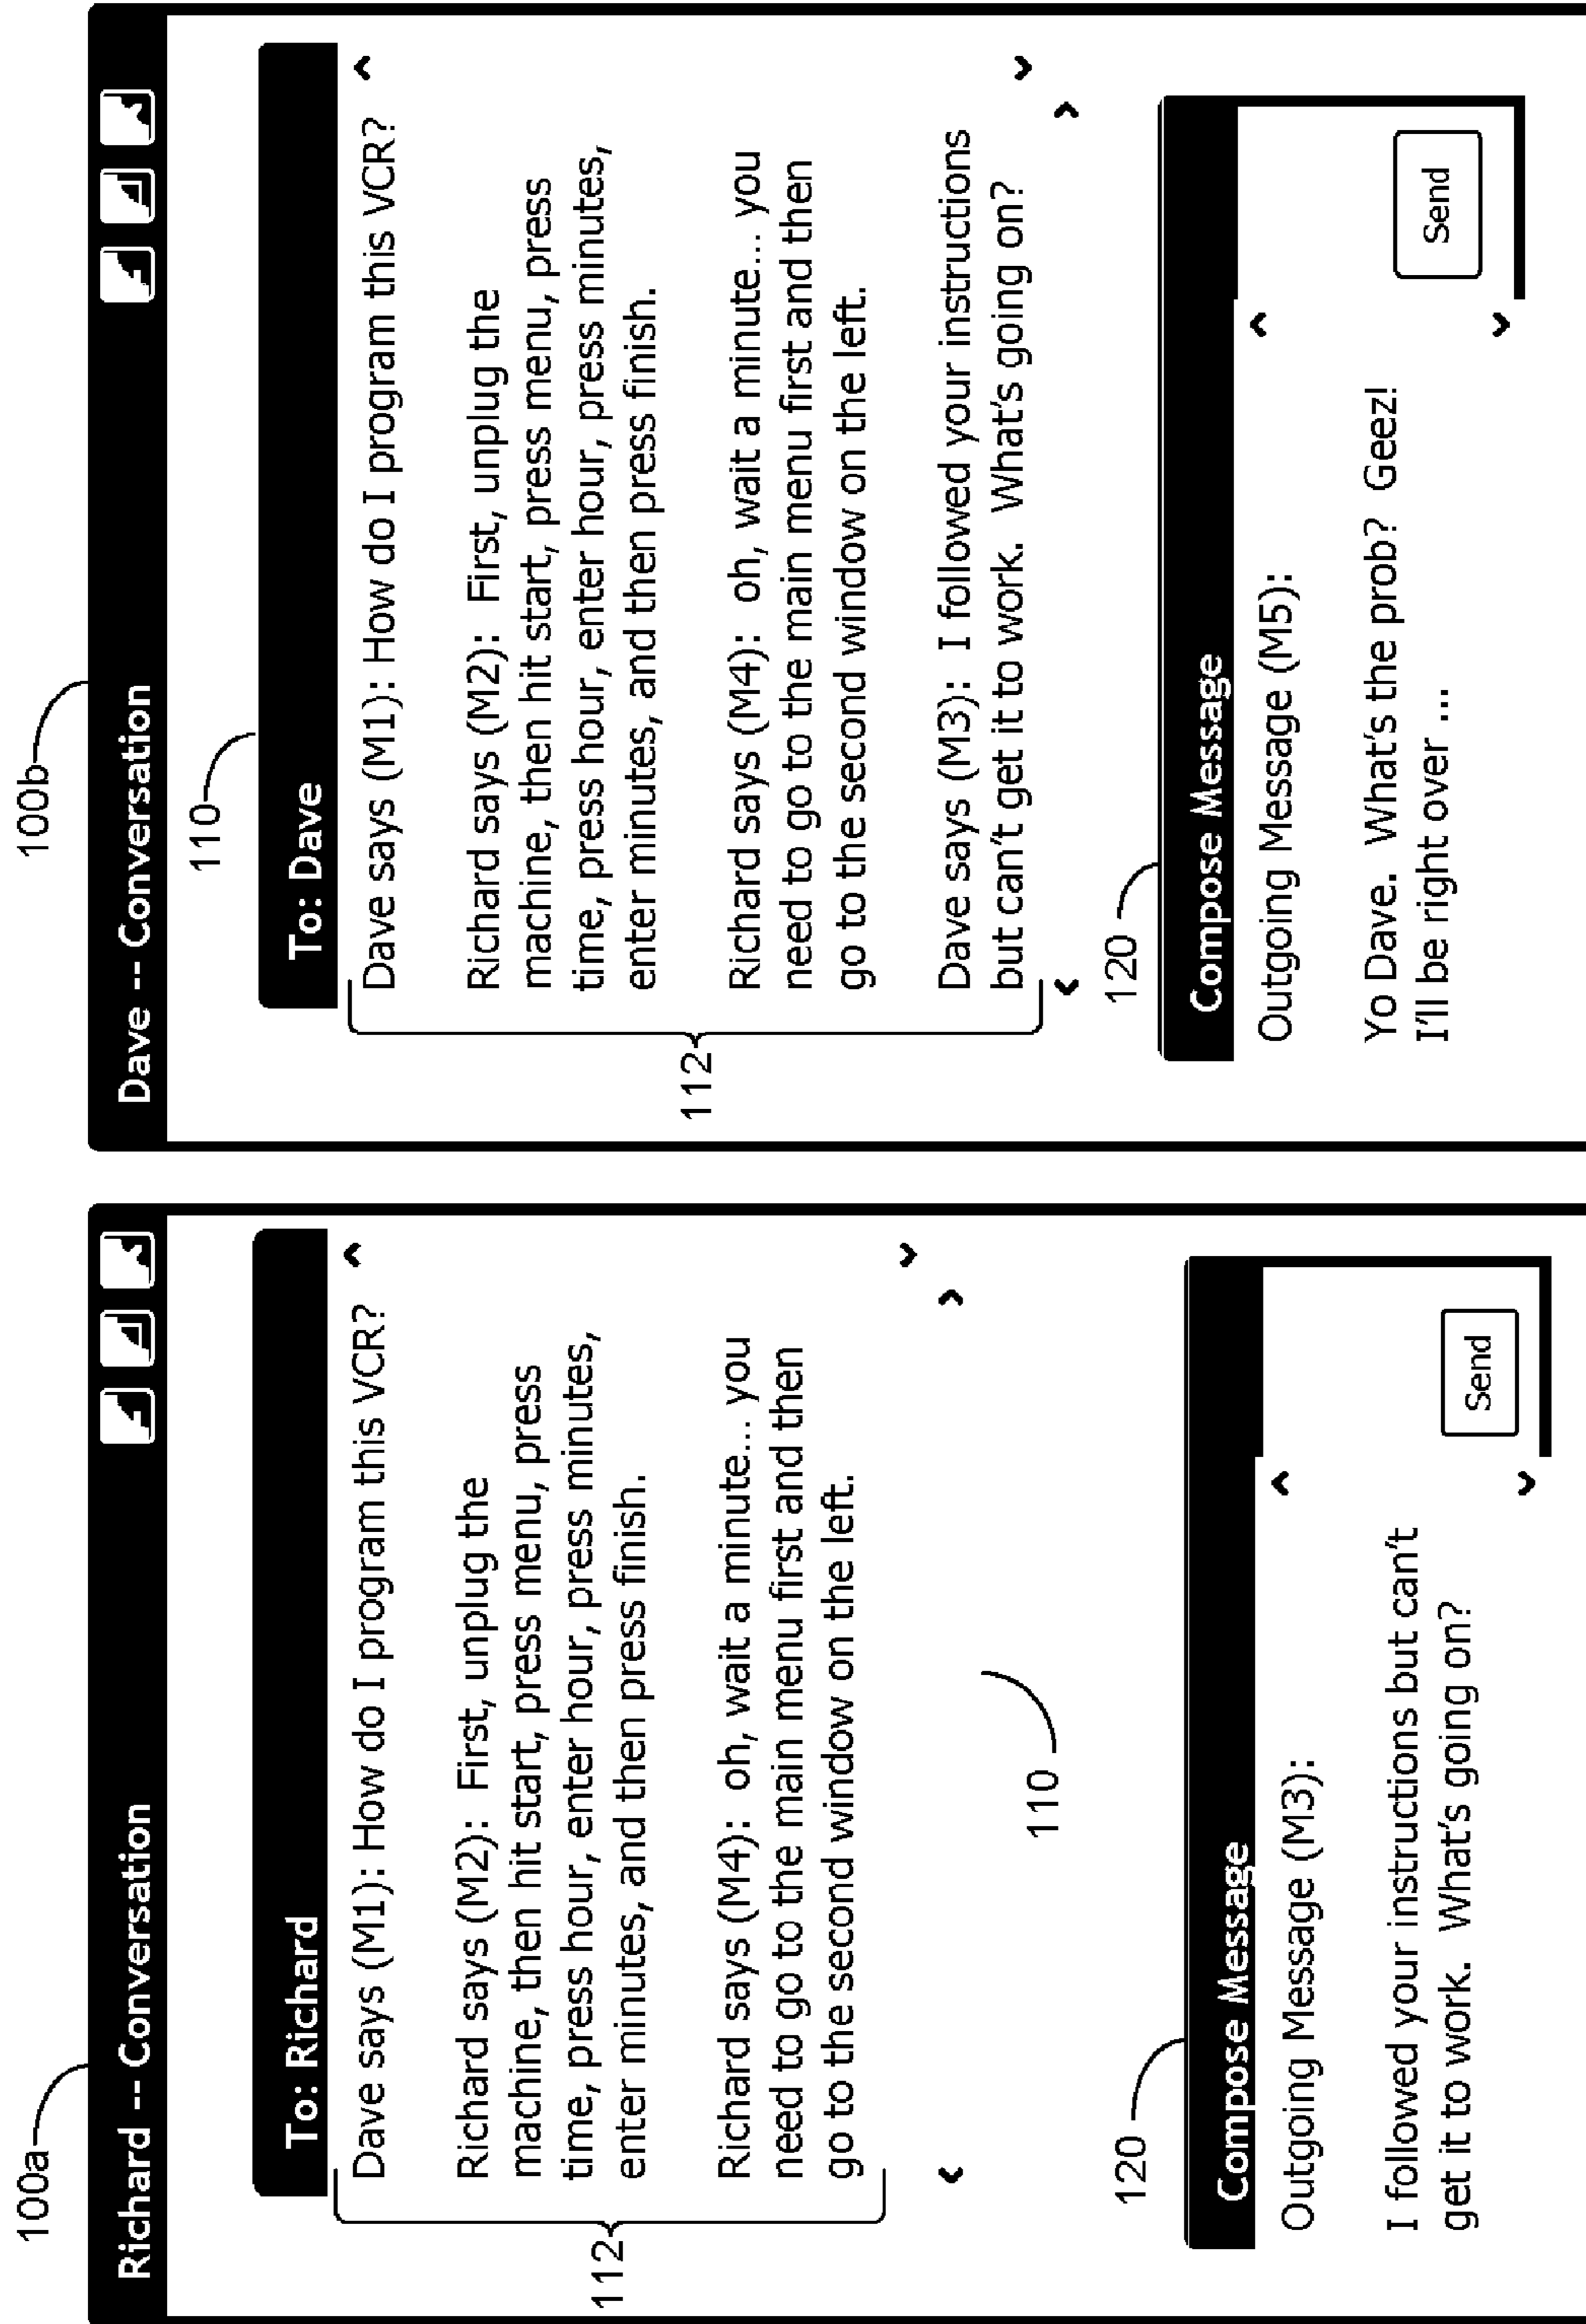 100a
Richard -- Conversation
To: Richard
Dave says (M1): How do I program this VCR?
Richard says (M2): First, unplug the
machine, then hit start, press menu, press
time, press hour, enter hour, press minutes,
enter minutes, and then press finish.
Richard says (M4): oh, wait a minute... you
need to go to the main menu first and then
go to the second window on the left.
112
110
120
Compose Message
Outgoing Message (M3):
I followed your instructions but can't
get it to work. What's going on?
Send
100b
Dave -- Conversation
110
To: Dave
Dave says (M1): How do I program this VCR?
Richard says (M2): First, unplug the
machine, then hit start, press menu, press
time, press hour, enter hour, press minutes,
enter minutes, and then press finish.
Richard says (M4): oh, wait a minute... you
need to go to the main menu first and then
go to the second window on the left.
Dave says (M3): I followed your instructions
but can't get it to work. What's going on?
112
120
Compose Message
Outgoing Message (M5):
Yo Dave. What's the prob? Geez!
I'll be right over ...
Send